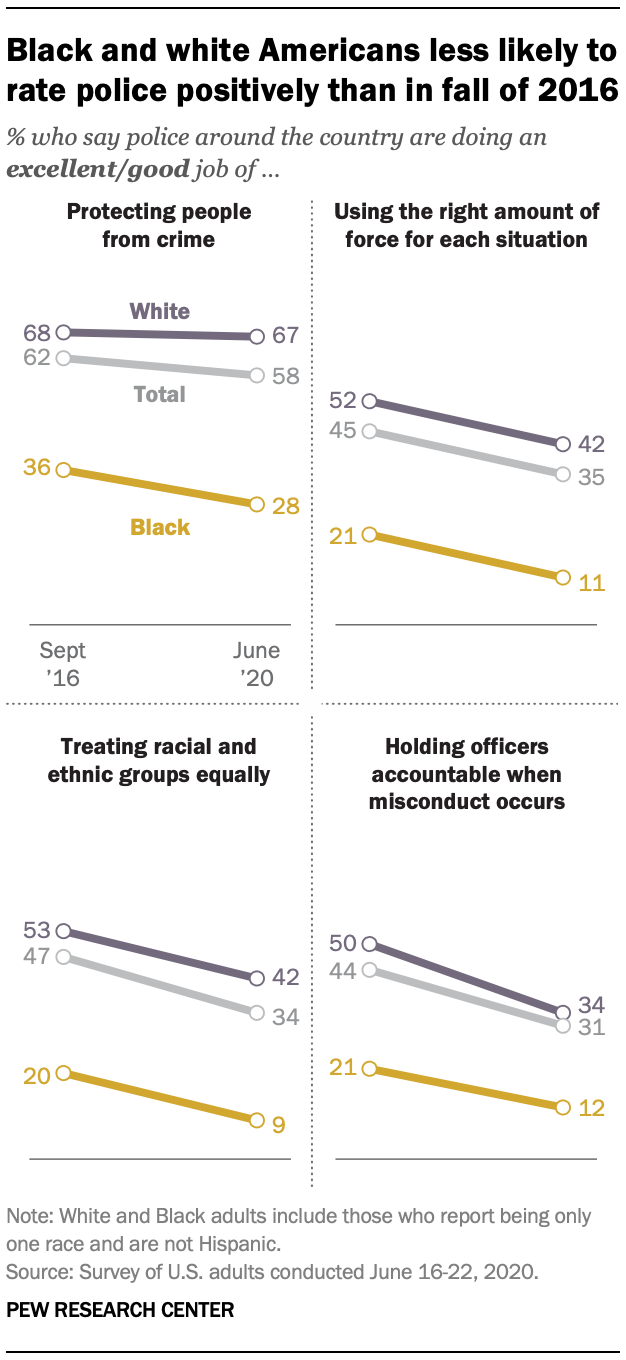 Black and white Americans less likely to
rate police positively than in fall of 2016
% who say police around the country are doing an
excellent/good job of ...
Protecting people
from crime
White
68
67
62
58
Total
36
28
Black
Sept
’16
June
’20
Using the right amount of
force for each situation
52
42
45
35
21
11
Treating racial and
ethnic groups equally
53
42
47
34
20
9
Holding officers
accountable when
misconduct occurs
50
34
44
31
21
12
Note: White and Black adults include those who report being only
one race and are not Hispanic.
Source: Survey of U.S. adults conducted June 16-22, 2020.
PEW RESEARCH CENTER